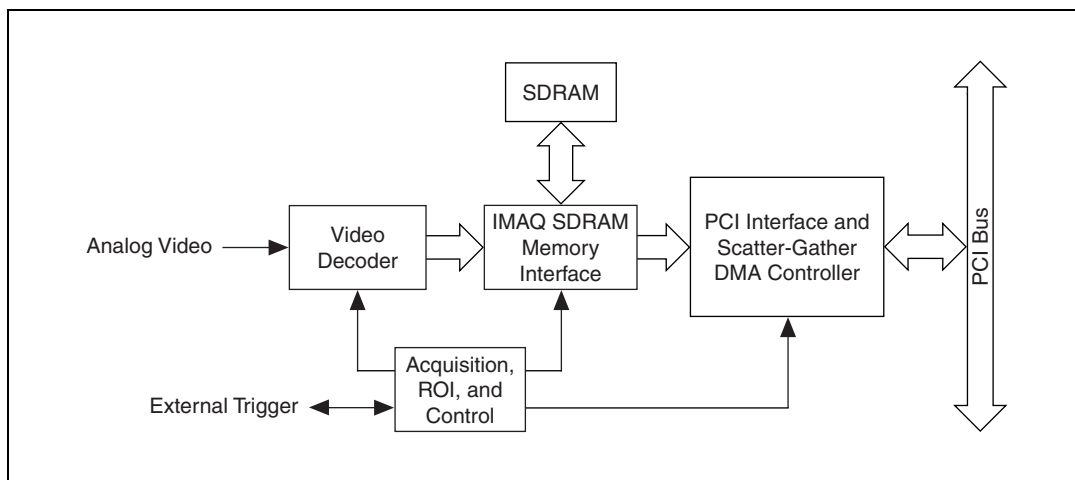 SDRAM
Analog Video
Video
Decoder
IMAQ SDRAM
Memory
Interface
PCI Interface and
Scatter-Gather
DMA Controller
PCI Bus
External Trigger
Acquisition,
ROI, and
Control